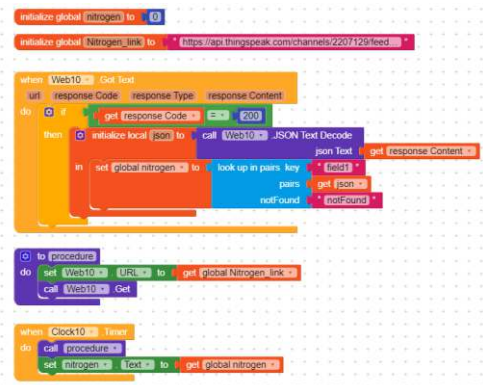 initialize global nitrogen to 0
initialize global Nitrogen_link to " https://api.thingspeak.com/channels/2207129/feed... "
when Web10 .Got Text
url response Code response Type response Content
do if get response Code = 200
then initialize local json to call Web10 .JSON Text Decode
json Text get response Content
in set global nitrogen to look up in pairs key " field1 "
pairs get json
notFound " notFound "
to procedure
do set Web10 . URL to get global Nitrogen_link
call Web10 .Get
when Clock10 .Timer
do call procedure
set nitrogen . Text to get global nitrogen